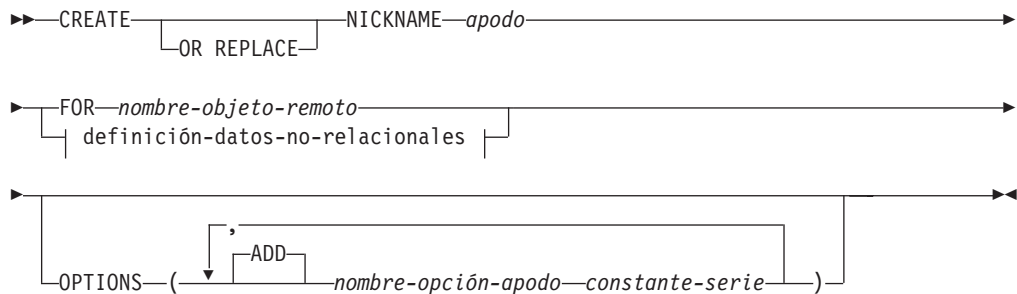 CREATE NICKNAME apodo
OR REPLACE
FOR nombre-objeto-remoto
definición-datos-no-relacionales
,
ADD
OPTIONS ( nombre-opción-apodo constante-serie )